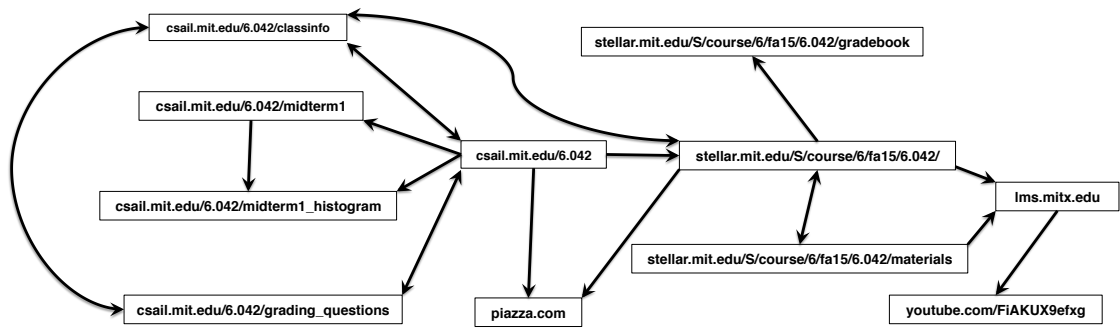 csail.mit.edu/6.042/classinfo
stellar.mit.edu/S/course/6/fa15/6.042/gradebook
csail.mit.edu/6.042/midterm1
csail.mit.edu/6.042
stellar.mit.edu/S/course/6/fa15/6.042/
csail.mit.edu/6.042/midterm1_histogram
lms.mitx.edu
stellar.mit.edu/S/course/6/fa15/6.042/materials
csail.mit.edu/6.042/grading_questions
piazza.com
youtube.com/FiAKUX9efxg